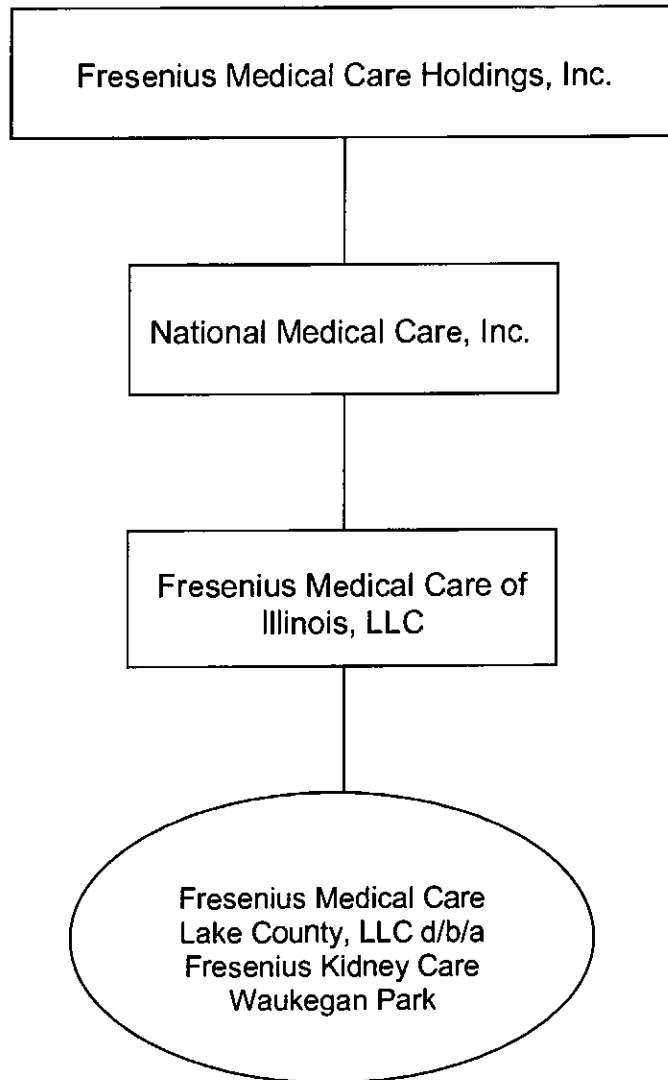 Fresenius Medical Care Holdings, Inc.
National Medical Care, Inc.
Fresenius Medical Care of
Illinois, LLC
Fresenius Medical Care
Lake County, LLC d/b/a
Fresenius Kidney Care
Waukegan Park